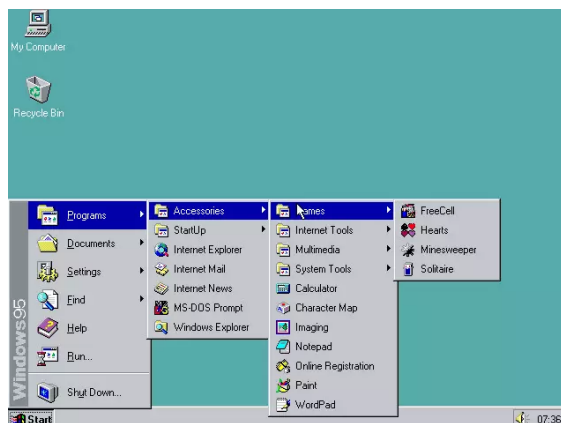 My Computer
Recycle Bin
Windows95
Programs
Documents
Settings
Find
Help
Run...
Shut Down...
Accessories
StartUp
Internet Explorer
Internet Mail
Internet News
MS-DOS Prompt
Windows Explorer
Games
Internet Tools
Multimedia
System Tools
Calculator
Character Map
Imaging
Notepad
Online Registration
Paint
WordPad
FreeCell
Hearts
Minesweeper
Solitaire
Start
07:36